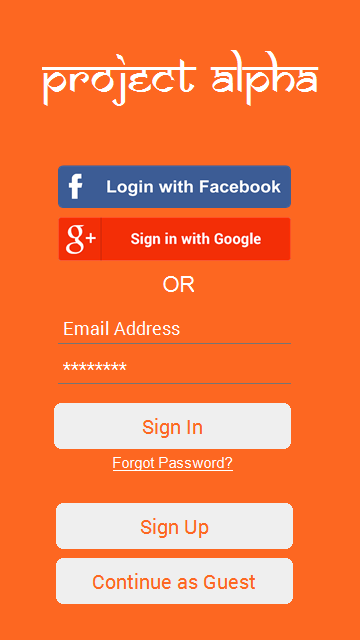 Project Alpha
f Login with Facebook
g+ Sign in with Google
OR
Email Address
********
Sign In
Forgot Password?
Sign Up
Continue as Guest